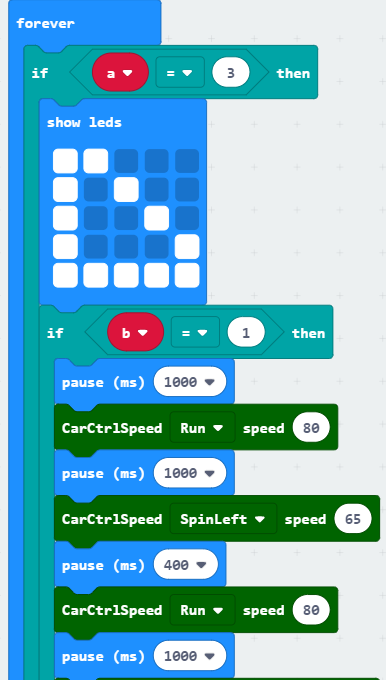 forever
if a = 3 then
show leds
if b = 1 then
pause (ms) 1000
CarCtrlSpeed Run speed 80
pause (ms) 1000
CarCtrlSpeed SpinLeft speed 65
pause (ms) 400
CarCtrlSpeed Run speed 80
pause (ms) 1000